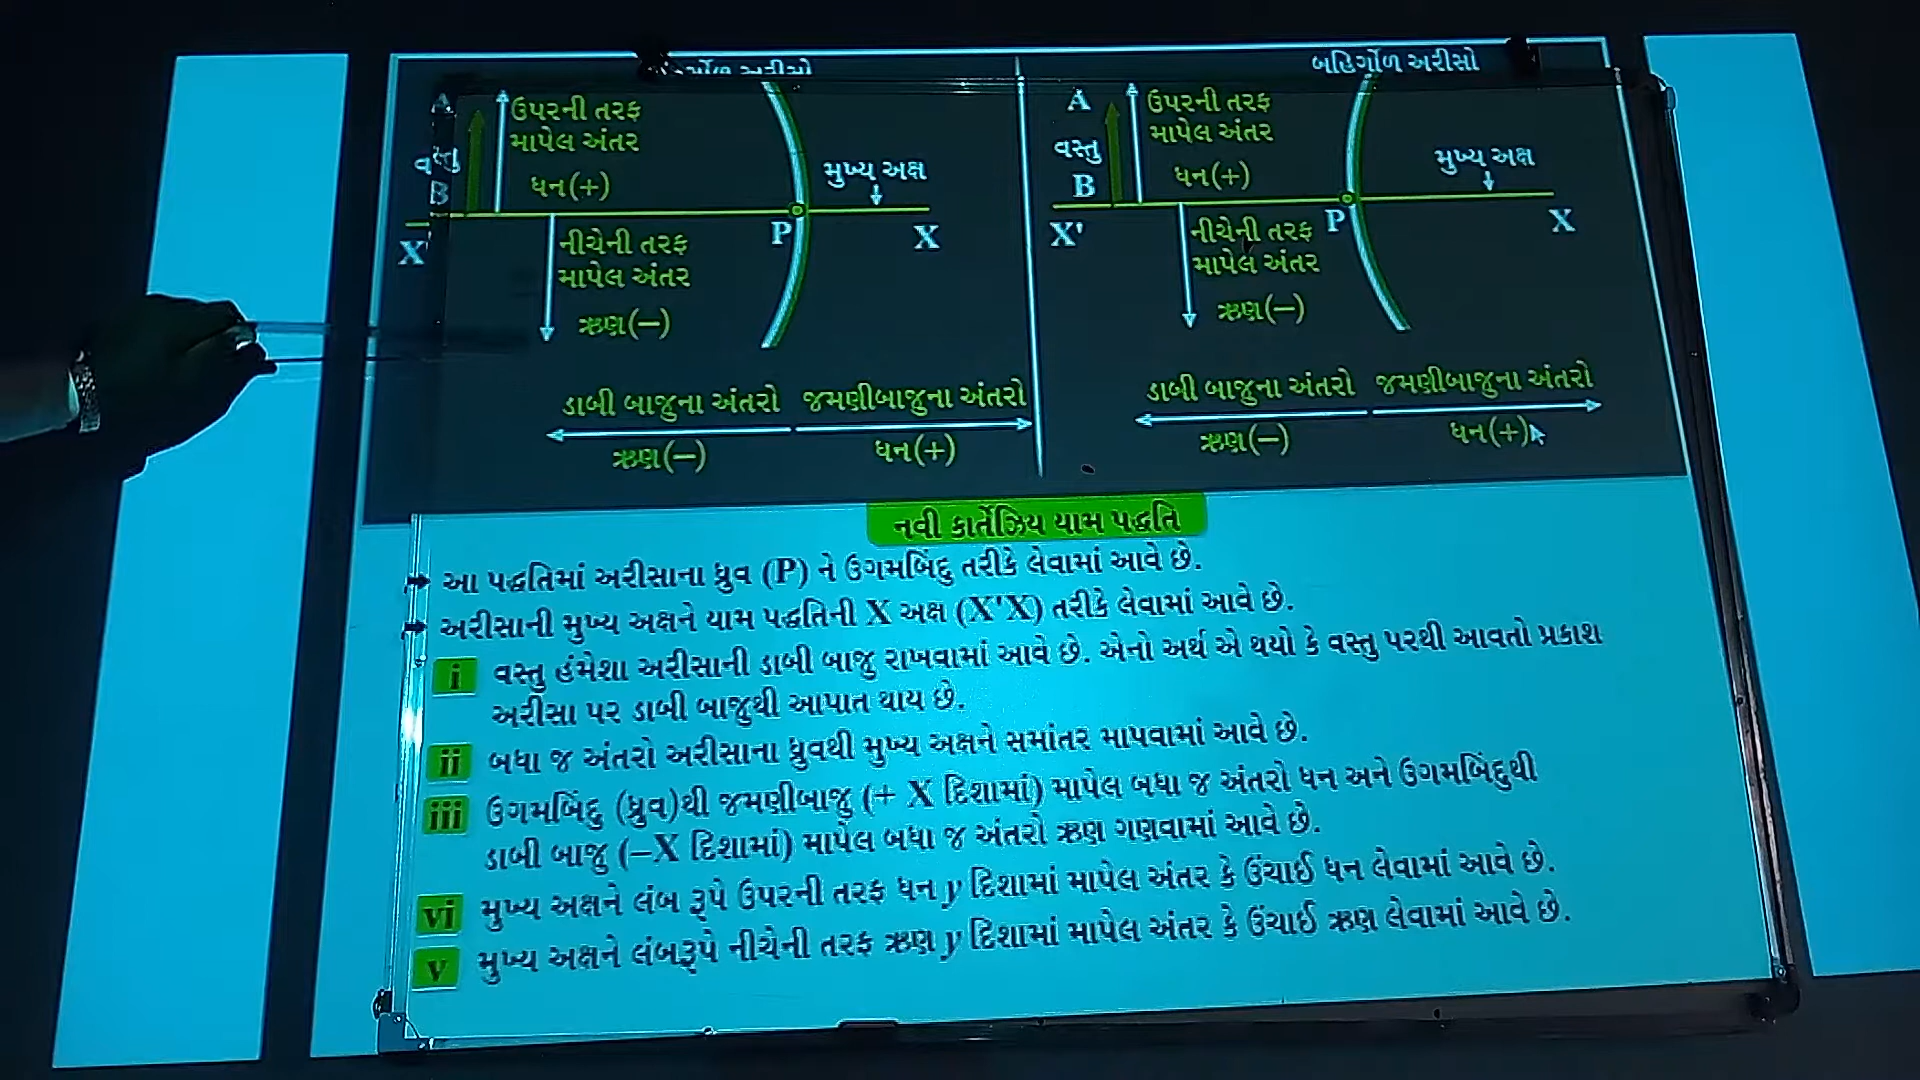 અરીસો
A
ઉપરની તરફ
માપેલ અંતર
વસ્તુ
ધન(+)
B
મુખ્ય અક્ષ
X'
P
X
નીચેની તરફ
માપેલ અંતર
ઋણ(−)
ડાબી બાજુના અંતરો
જમણીબાજુના અંતરો
ઋણ(−)
ધન(+)
બહિર્ગોળ અરીસો
A
ઉપરની તરફ
માપેલ અંતર
વસ્તુ
ધન(+)
B
મુખ્ય અક્ષ
X'
P
X
નીચેની તરફ
માપેલ અંતર
ઋણ(−)
ડાબી બાજુના અંતરો
જમણીબાજુના અંતરો
ઋણ(−)
ધન(+)
નવી કાર્તેઝિય યામ પદ્ધતિ
આ પદ્ધતિમાં અરીસાના ધ્રુવ (P) ને ઉગમબિંદુ તરીકે લેવામાં આવે છે.
અરીસાની મુખ્ય અક્ષને યામ પદ્ધતિની X અક્ષ (X'X) તરીકે લેવામાં આવે છે.
i વસ્તુ હંમેશા અરીસાની ડાબી બાજુ રાખવામાં આવે છે. એનો અર્થ એ થયો કે વસ્તુ પરથી આવતો પ્રકાશ
અરીસા પર ડાબી બાજુથી આપાત થાય છે.
ii બધા જ અંતરો અરીસાના ધ્રુવથી મુખ્ય અક્ષને સમાંતર માપવામાં આવે છે.
iii ઉગમબિંદુ (ધ્રુવ)થી જમણીબાજુ (+ X દિશામાં) માપેલ બધા જ અંતરો ધન અને ઉગમબિંદુથી
ડાબી બાજુ (−X દિશામાં) માપેલ બધા જ અંતરો ઋણ ગણવામાં આવે છે.
vi મુખ્ય અક્ષને લંબ રૂપે ઉપરની તરફ ધન y દિશામાં માપેલ અંતર કે ઉંચાઈ ધન લેવામાં આવે છે.
v મુખ્ય અક્ષને લંબરૂપે નીચેની તરફ ઋણ y દિશામાં માપેલ અંતર કે ઉંચાઈ ઋણ લેવામાં આવે છે.